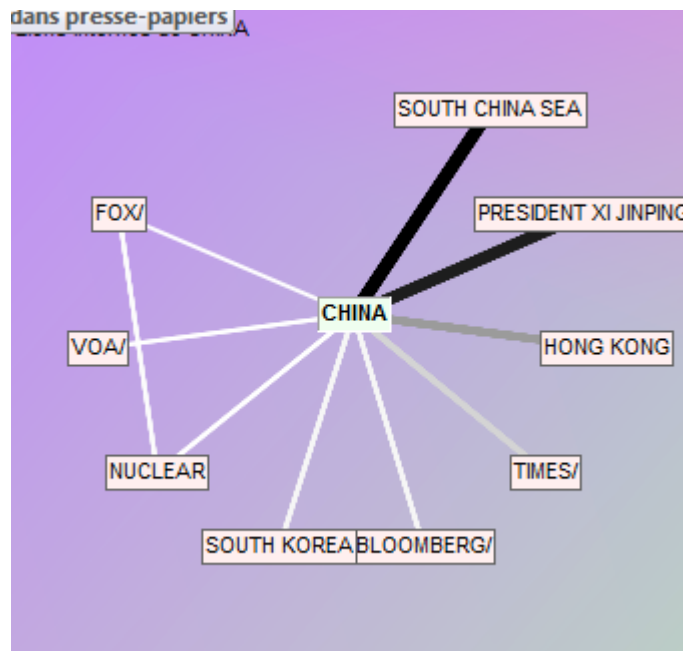 dans presse-papiers
CHINA
SOUTH CHINA SEA
FOX/
PRESIDENT XI JINPING
CHINA
VOA/
HONG KONG
NUCLEAR
TIMES/
SOUTH KOREA
BLOOMBERG/